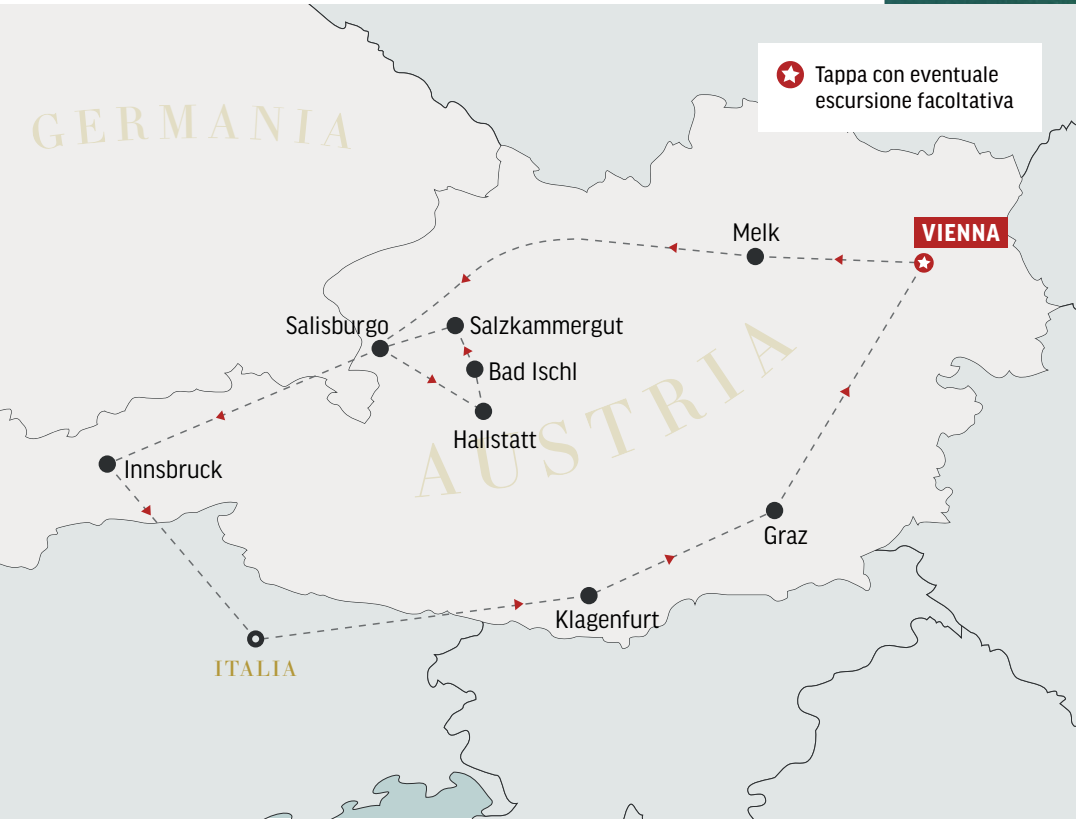 GERMANIA
Tappa con eventuale
escursione facoltativa
VIENNA
Melk
Salisburgo
Salzkammergut
Bad Ischl
Hallstatt
AUSTRIA
Innsbruck
Graz
Klagenfurt
ITALIA